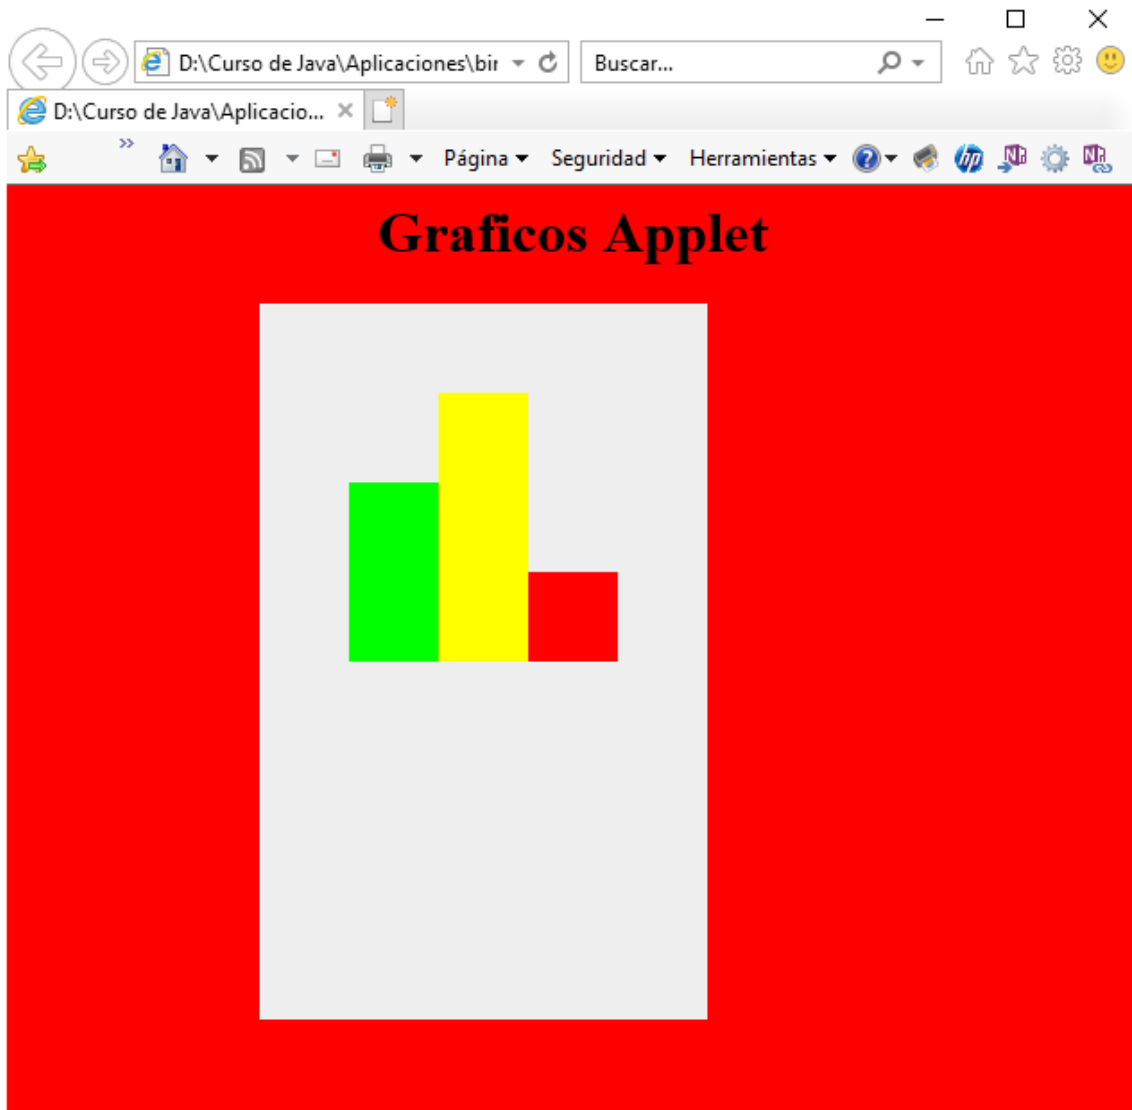 D:\Curso de Java\Aplicaciones\bir Buscar...
D:\Curso de Java\Aplicacio...
Página Seguridad Herramientas
Graficos Applet